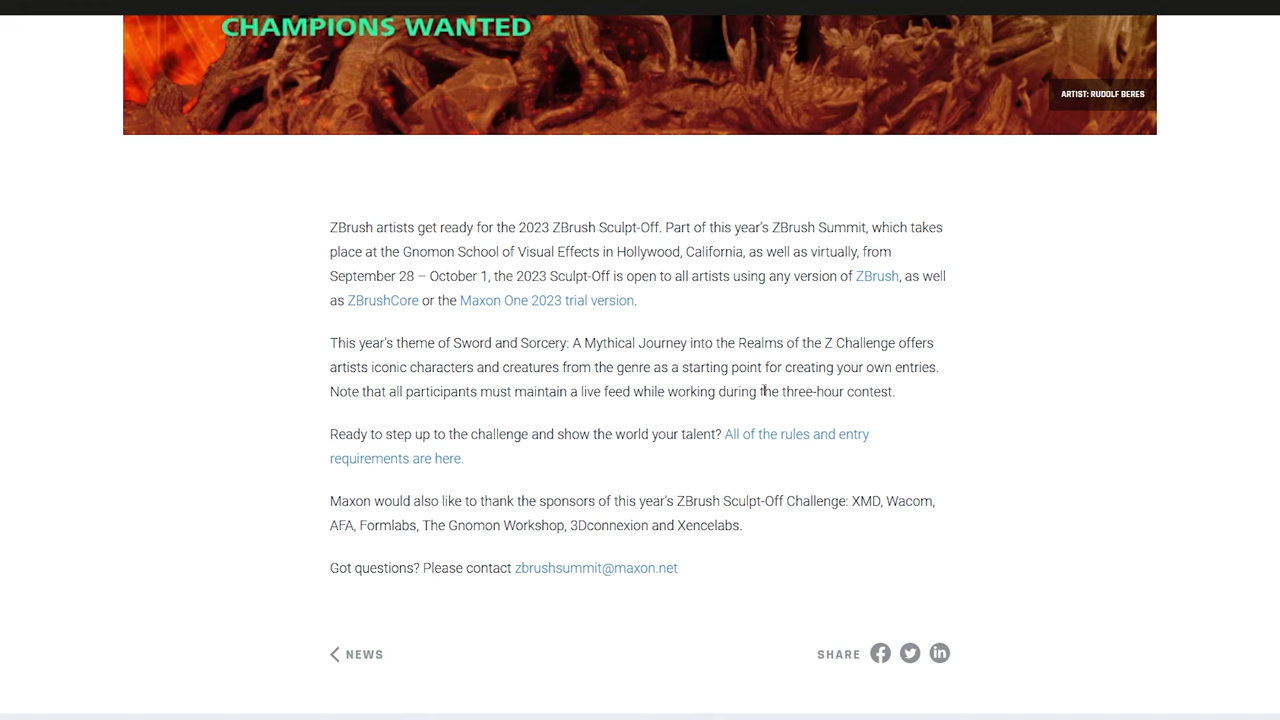 CHAMPIONS WANTED
ARTIST: RUDOLF BERES
ZBrush artists get ready for the 2023 ZBrush Sculpt-Off. Part of this year's ZBrush Summit, which takes
place at the Gnomon School of Visual Effects in Hollywood, California, as well as virtually, from
September 28 – October 1, the 2023 Sculpt-Off is open to all artists using any version of ZBrush, as well
as ZBrushCore or the Maxon One 2023 trial version.
This year's theme of Sword and Sorcery: A Mythical Journey into the Realms of the Z Challenge offers
artists iconic characters and creatures from the genre as a starting point for creating your own entries.
Note that all participants must maintain a live feed while working during the three-hour contest.
Ready to step up to the challenge and show the world your talent? All of the rules and entry
requirements are here.
Maxon would also like to thank the sponsors of this year's ZBrush Sculpt-Off Challenge: XMD, Wacom,
AFA, Formlabs, The Gnomon Workshop, 3Dconnexion and Xencelabs.
Got questions? Please contact zbrushsummit@maxon.net
NEWS
SHARE